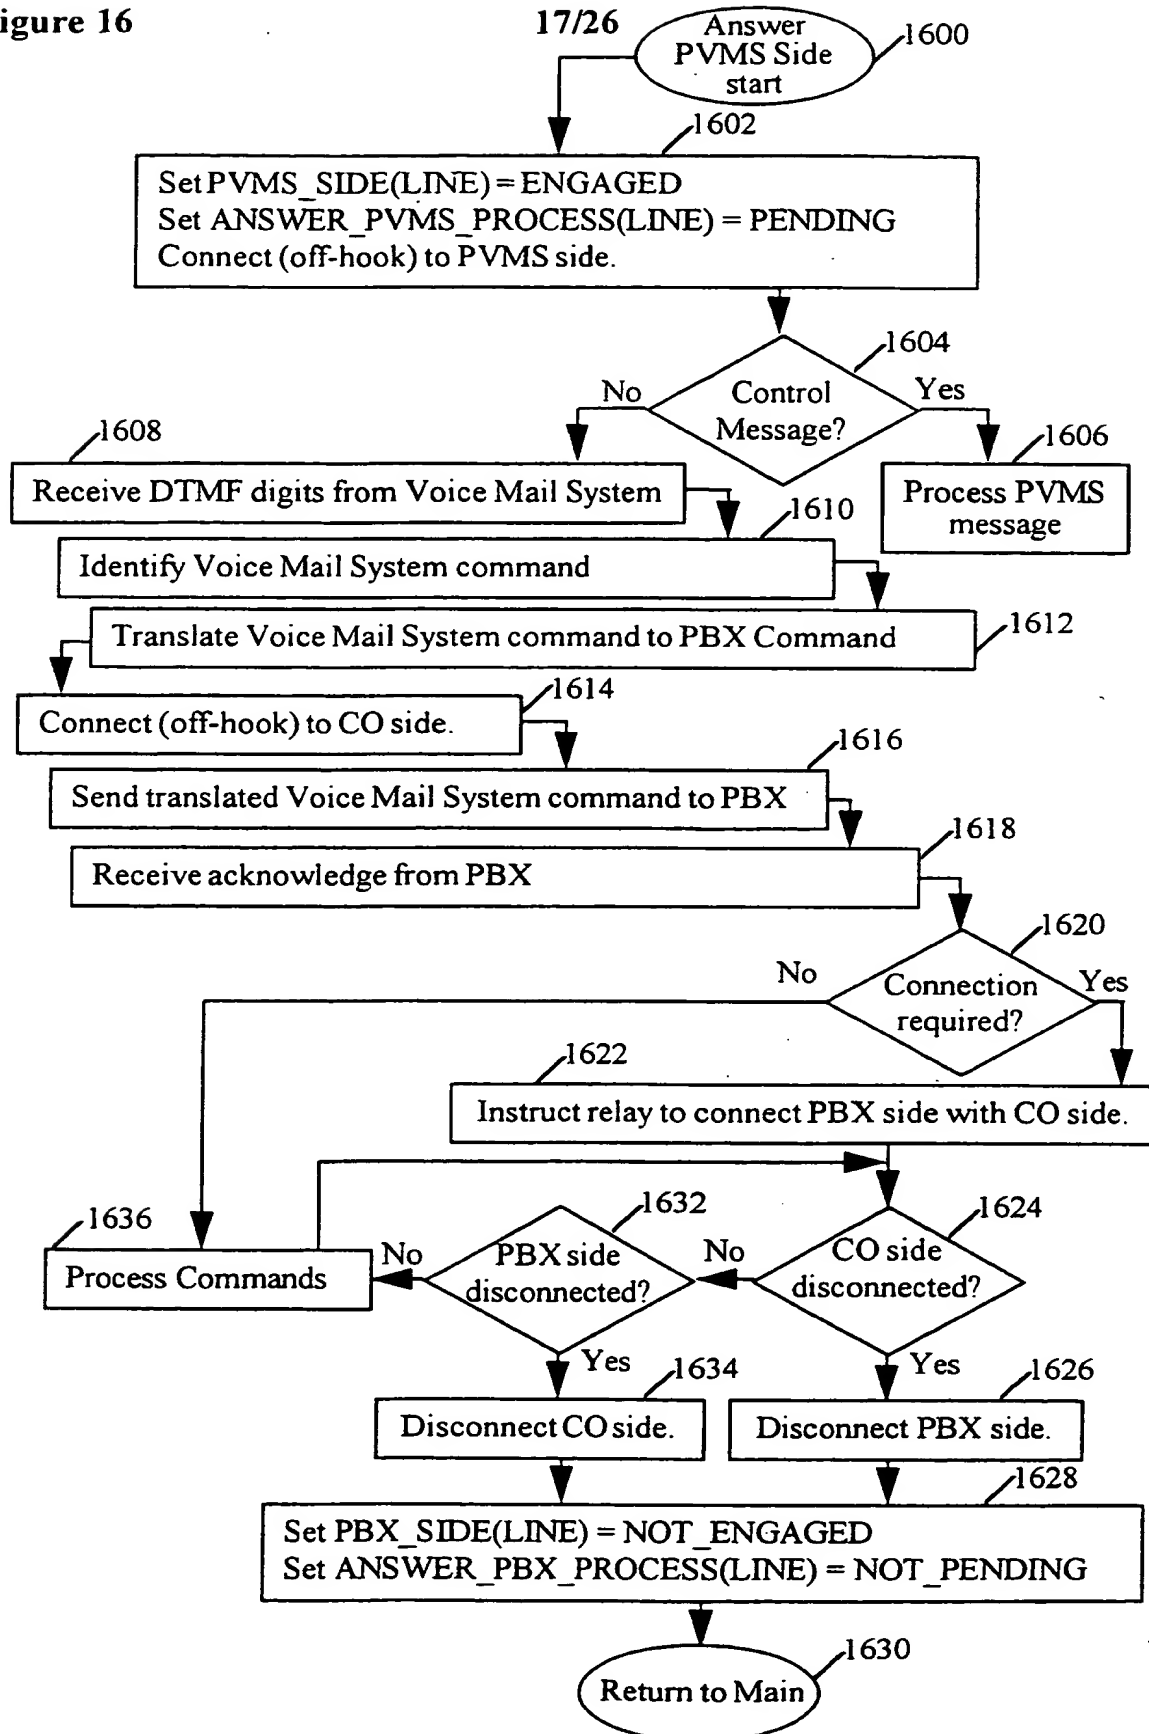 igure 16
17/26
Answer
PVMS Side
start
1600
1602
Set PVMS_SIDE(LINE) = ENGAGED
Set ANSWER_PVMS_PROCESS(LINE) = PENDING
Connect (off-hook) to PVMS side.
1604
No
Control
Message?
Yes
1608
1606
Receive DTMF digits from Voice Mail System
Process PVMS
message
1610
Identify Voice Mail System command
Translate Voice Mail System command to PBX Command
1612
1614
Connect (off-hook) to CO side.
1616
Send translated Voice Mail System command to PBX
1618
Receive acknowledge from PBX
1620
No
Connection
required?
Yes
1622
Instruct relay to connect PBX side with CO side.
1636
1632
1624
Process Commands
No
PBX side
disconnected?
No
CO side
disconnected?
Yes
1634
Yes
1626
Disconnect CO side.
Disconnect PBX side.
1628
Set PBX_SIDE(LINE) = NOT_ENGAGED
Set ANSWER_PBX_PROCESS(LINE) = NOT_PENDING
1630
Return to Main